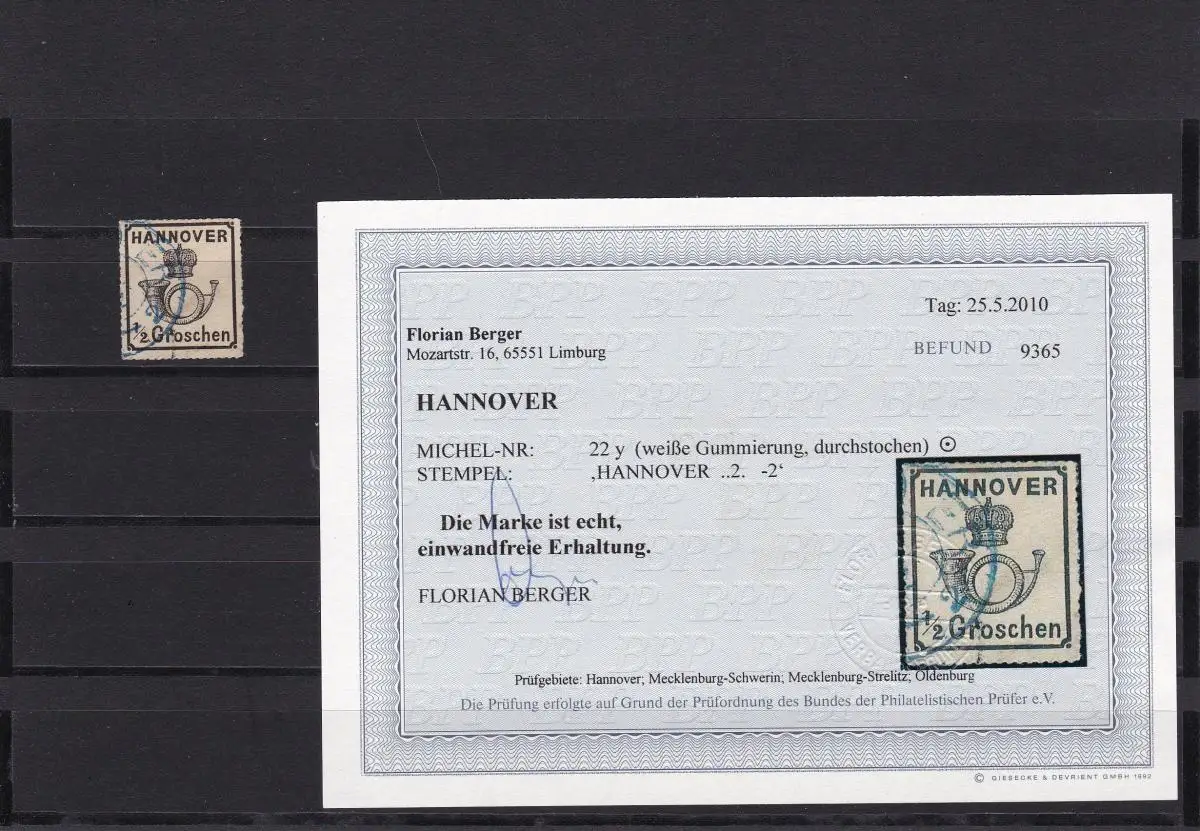 HANNOVER
1/2 Groschen
Tag: 25.5.2010
Florian Berger
Mozartstr. 16, 65551 Limburg
BEFUND 9365
HANNOVER
MICHEL-NR: 22 y (weiße Gummierung, durchstochen) ⊙
STEMPEL: ‚HANNOVER ..2. -2‘
Die Marke ist echt,
einwandfreie Erhaltung.
FLORIAN BERGER
HANNOVER
1/2 Groschen
Prüfgebiete: Hannover; Mecklenburg-Schwerin; Mecklenburg-Strelitz; Oldenburg
Die Prüfung erfolgte auf Grund der Prüfordnung des Bundes der Philatelistischen Prüfer e.V.
© GIESECKE & DEVRIENT GMBH 1992